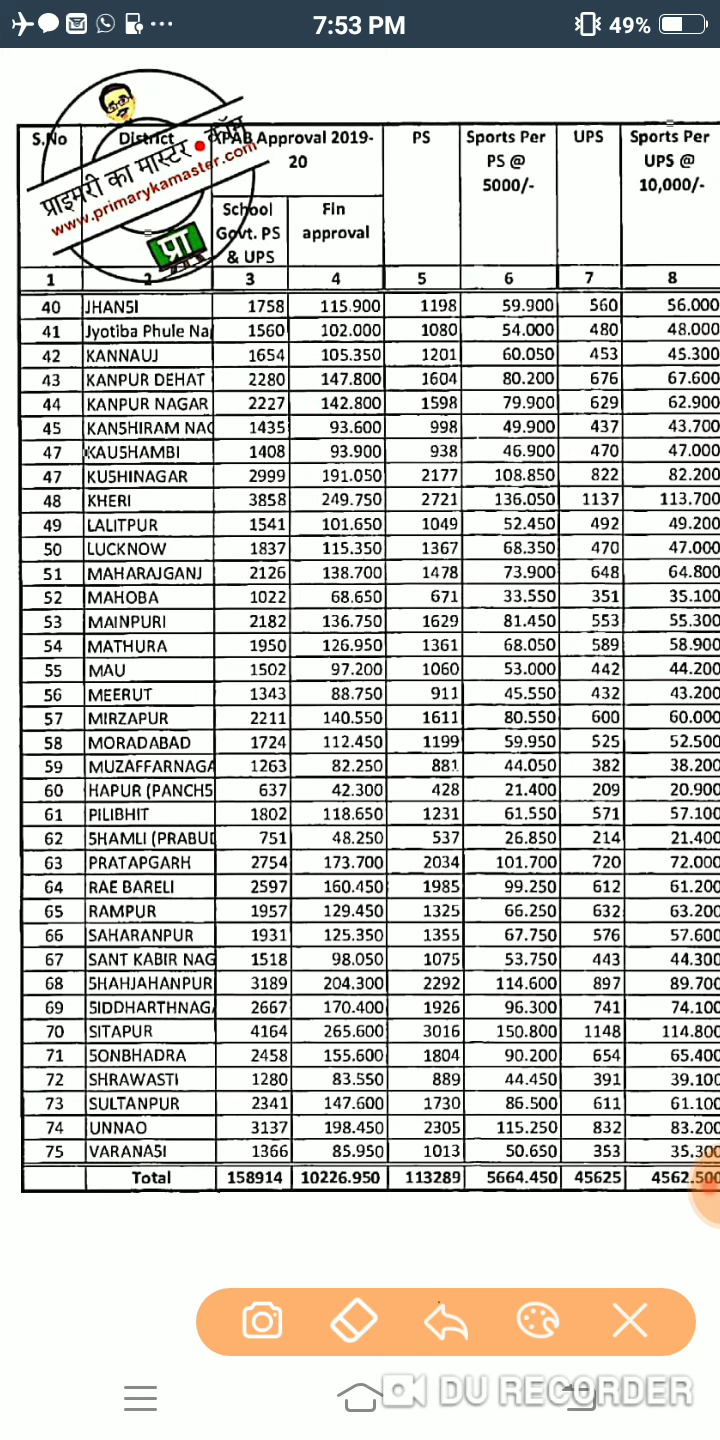 7:53 PM
49%
S.No District PAB Approval 2019-20 PS Sports Per PS @ 5000/- UPS Sports Per UPS @ 10,000/-
School Govt. PS & UPS Fin approval
प्राइमरी का मास्टर ● कॉम
www.primarykamaster.com
प्रा
1 2 3 4 5 6 7 8
40 JHANSI 1758 115.900 1198 59.900 560 56.000
41 Jyotiba Phule Na 1560 102.000 1080 54.000 480 48.000
42 KANNAUJ 1654 105.350 1201 60.050 453 45.300
43 KANPUR DEHAT 2280 147.800 1604 80.200 676 67.600
44 KANPUR NAGAR 2227 142.800 1598 79.900 629 62.900
45 KANSHIRAM NAG 1435 93.600 998 49.900 437 43.700
47 KAUSHAMBI 1408 93.900 938 46.900 470 47.000
47 KUSHINAGAR 2999 191.050 2177 108.850 822 82.200
48 KHERI 3858 249.750 2721 136.050 1137 113.700
49 LALITPUR 1541 101.650 1049 52.450 492 49.200
50 LUCKNOW 1837 115.350 1367 68.350 470 47.000
51 MAHARAJGANJ 2126 138.700 1478 73.900 648 64.800
52 MAHOBA 1022 68.650 671 33.550 351 35.100
53 MAINPURI 2182 136.750 1629 81.450 553 55.300
54 MATHURA 1950 126.950 1361 68.050 589 58.900
55 MAU 1502 97.200 1060 53.000 442 44.200
56 MEERUT 1343 88.750 911 45.550 432 43.200
57 MIRZAPUR 2211 140.550 1611 80.550 600 60.000
58 MORADABAD 1724 112.450 1199 59.950 525 52.500
59 MUZAFFARNAGA 1263 82.250 881 44.050 382 38.200
60 HAPUR (PANCHS 637 42.300 428 21.400 209 20.900
61 PILIBHIT 1802 118.650 1231 61.550 571 57.100
62 SHAMLI (PRABUD 751 48.250 537 26.850 214 21.400
63 PRATAPGARH 2754 173.700 2034 101.700 720 72.000
64 RAE BARELI 2597 160.450 1985 99.250 612 61.200
65 RAMPUR 1957 129.450 1325 66.250 632 63.200
66 SAHARANPUR 1931 125.350 1355 67.750 576 57.600
67 SANT KABIR NAG 1518 98.050 1075 53.750 443 44.300
68 SHAHJAHANPUR 3189 204.300 2292 114.600 897 89.700
69 SIDDHARTHNAGA 2667 170.400 1926 96.300 741 74.100
70 SITAPUR 4164 265.600 3016 150.800 1148 114.800
71 SONBHADRA 2458 155.600 1804 90.200 654 65.400
72 SHRAWASTI 1280 83.550 889 44.450 391 39.100
73 SULTANPUR 2341 147.600 1730 86.500 611 61.100
74 UNNAO 3137 198.450 2305 115.250 832 83.200
75 VARANASI 1366 85.950 1013 50.650 353 35.300
Total 158914 10226.950 113289 5664.450 45625 4562.500
DU RECORDER